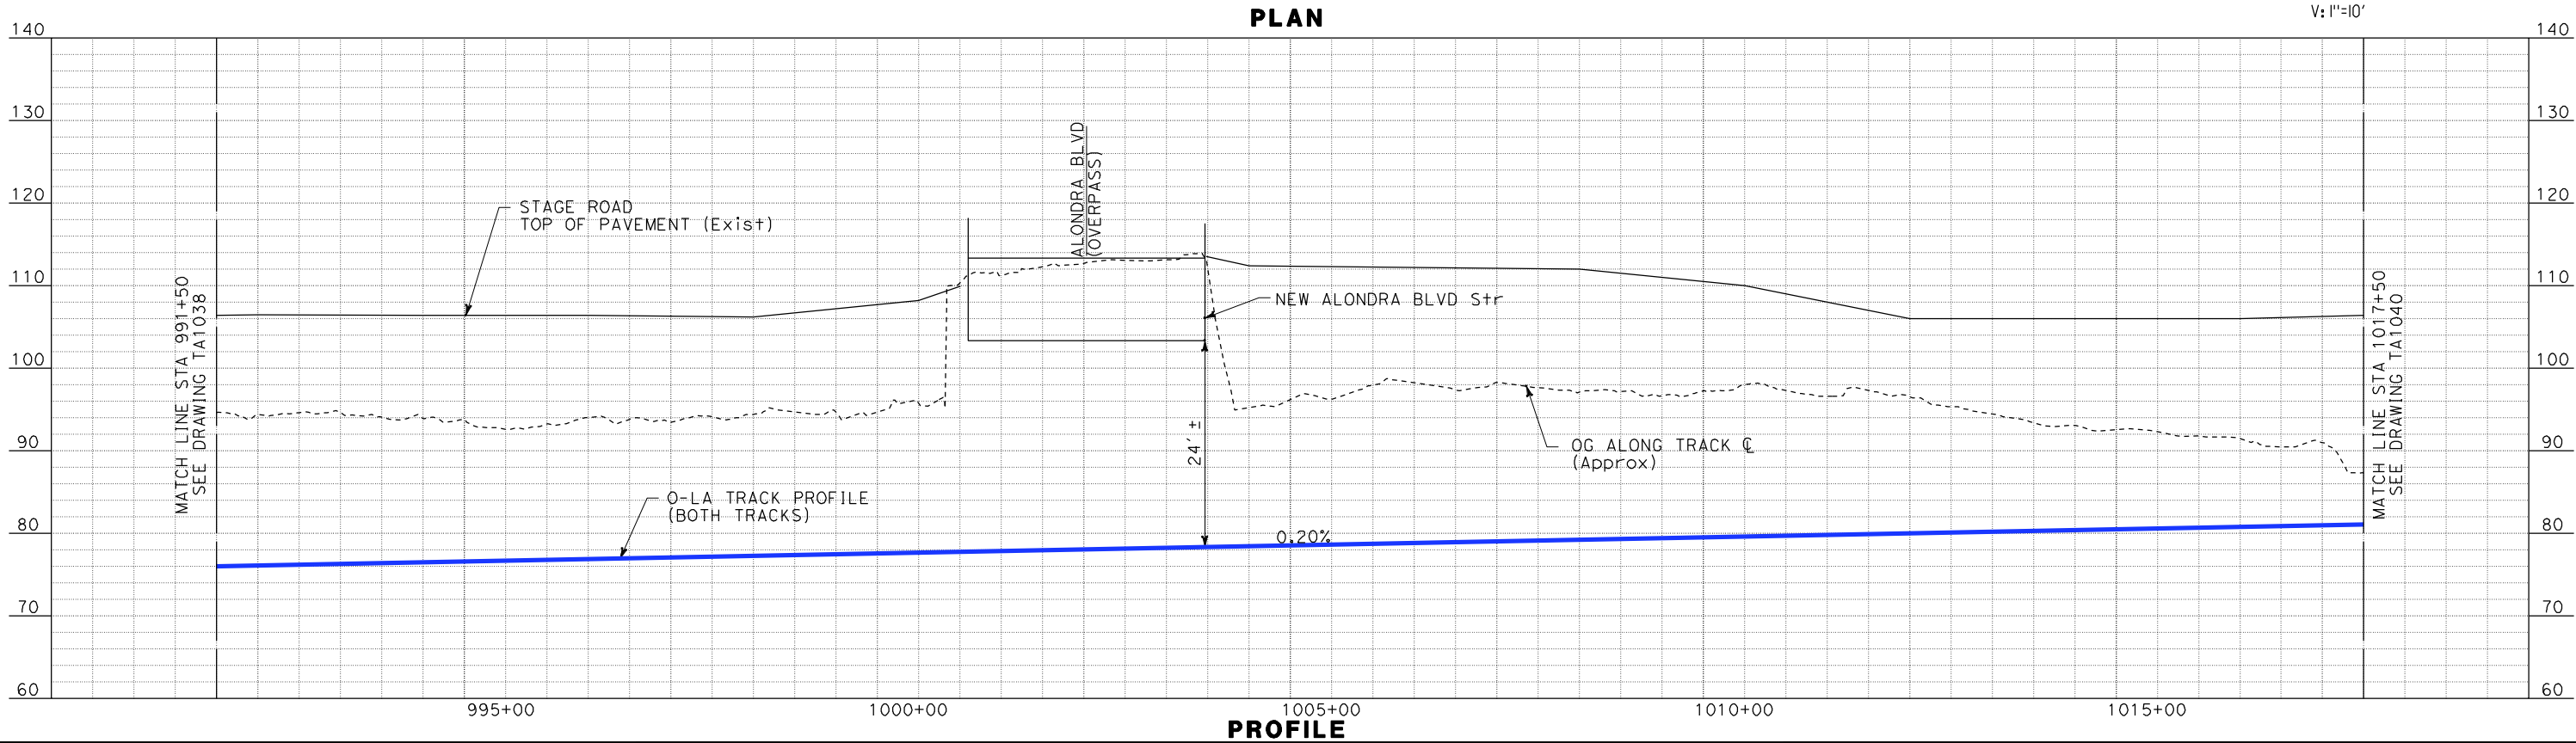 PLAN
V: 1"=10'
140
140
130
130
120
120
110
110
100
100
90
90
80
80
70
70
60
60
MATCH LINE STA 991+50
SEE DRAWING TA1038
STAGE ROAD
TOP OF PAVEMENT (Exist)
ALONDRA BLVD
(OVERPASS)
NEW ALONDRA BLVD Str
24' ±
OG ALONG TRACK ℄
(Approx)
O-LA TRACK PROFILE
(BOTH TRACKS)
0.20%
MATCH LINE STA 1017+50
SEE DRAWING TA1040
995+00
1000+00
1005+00
1010+00
1015+00
PROFILE